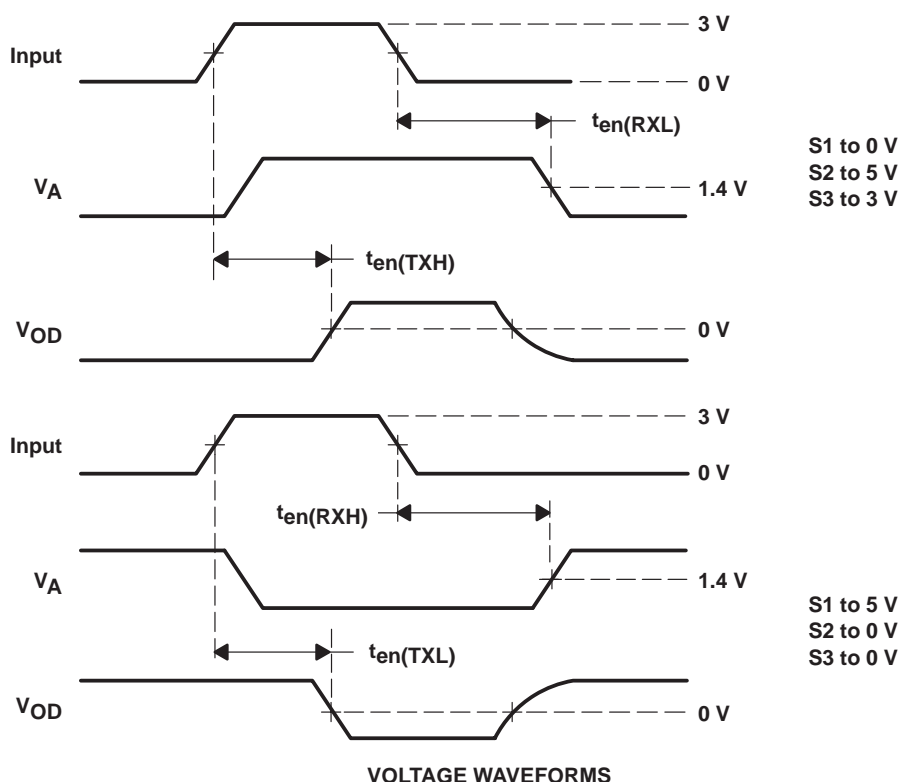 3 V
Input
0 V
ten(RXL)
S1 to 0 V
S2 to 5 V
S3 to 3 V
VA
1.4 V
ten(TXH)
VOD
0 V
3 V
Input
0 V
ten(RXH)
VA
1.4 V
S1 to 5 V
S2 to 0 V
S3 to 0 V
ten(TXL)
VOD
0 V
VOLTAGE WAVEFORMS